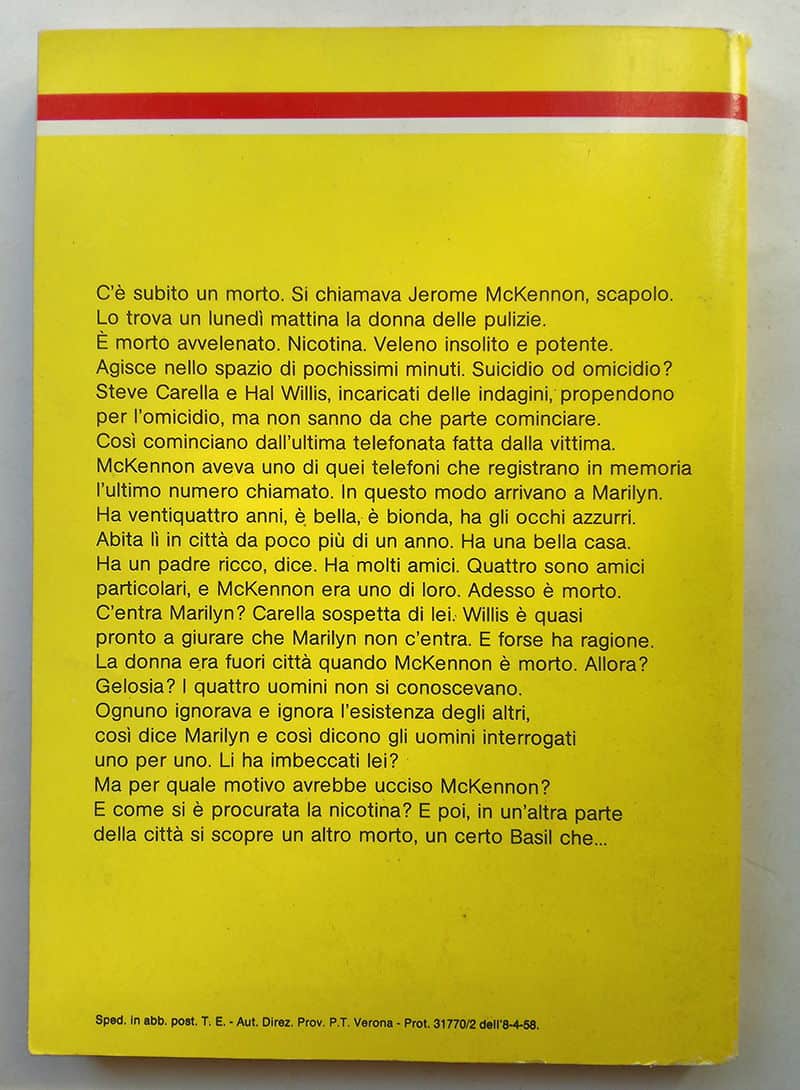 C'è subito un morto. Si chiamava Jerome McKennon, scapolo.
Lo trova un lunedì mattina la donna delle pulizie.
È morto avvelenato. Nicotina. Veleno insolito e potente.
Agisce nello spazio di pochissimi minuti. Suicidio od omicidio?
Steve Carella e Hal Willis, incaricati delle indagini, propendono
per l'omicidio, ma non sanno da che parte cominciare.
Così cominciano dall'ultima telefonata fatta dalla vittima.
McKennon aveva uno di quei telefoni che registrano in memoria
l'ultimo numero chiamato. In questo modo arrivano a Marilyn.
Ha ventiquattro anni, è bella, è bionda, ha gli occhi azzurri.
Abita lì in città da poco più di un anno. Ha una bella casa.
Ha un padre ricco, dice. Ha molti amici. Quattro sono amici
particolari, e McKennon era uno di loro. Adesso è morto.
C'entra Marilyn? Carella sospetta di lei. Willis è quasi
pronto a giurare che Marilyn non c'entra. E forse ha ragione.
La donna era fuori città quando McKennon è morto. Allora?
Gelosia? I quattro uomini non si conoscevano.
Ognuno ignorava e ignora l'esistenza degli altri,
così dice Marilyn e così dicono gli uomini interrogati
uno per uno. Li ha imbeccati lei?
Ma per quale motivo avrebbe ucciso McKennon?
E come si è procurata la nicotina? E poi, in un'altra parte
della città si scopre un altro morto, un certo Basil che...
Sped. in abb. post. T. E. - Aut. Direz. Prov. P.T. Verona - Prot. 31770/2 dell'8-4-58.